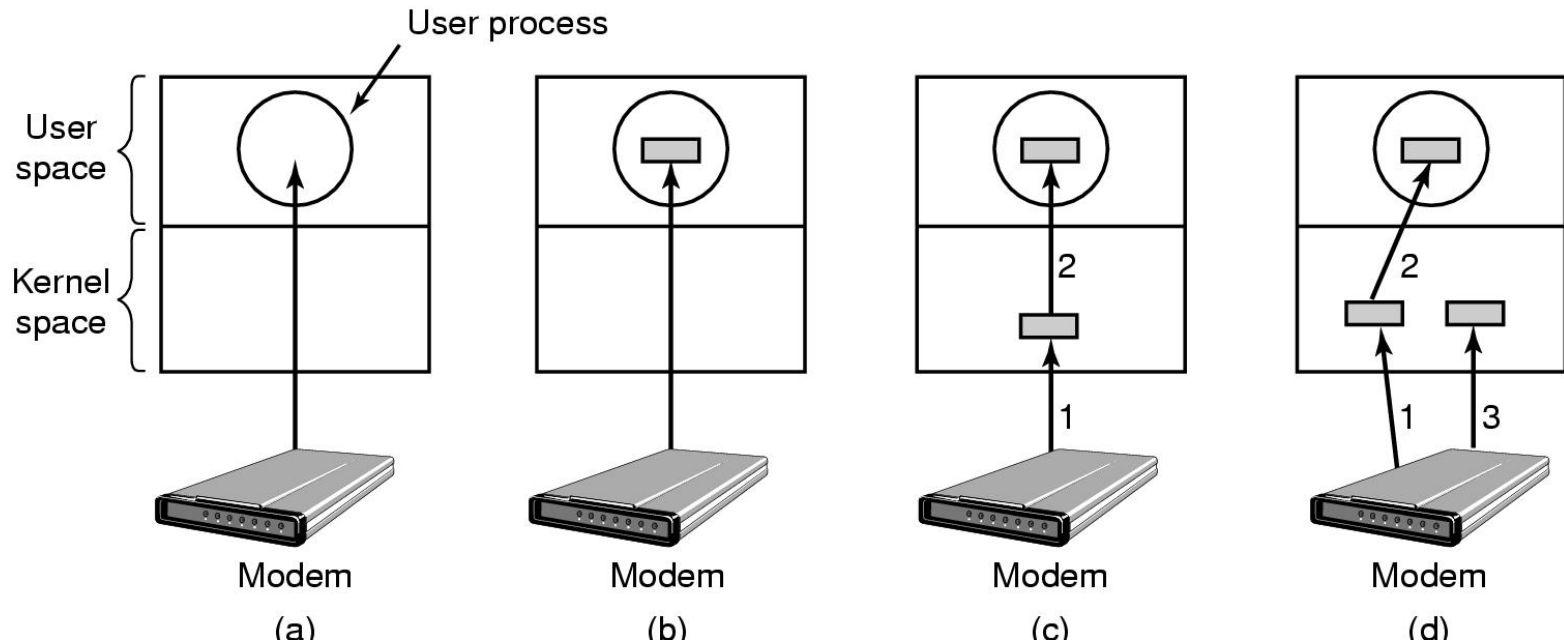 User process
User
space
Kernel
space
2
1
2
1
3
Modem
Modem
Modem
Modem
(a)
(b)
(c)
(d)